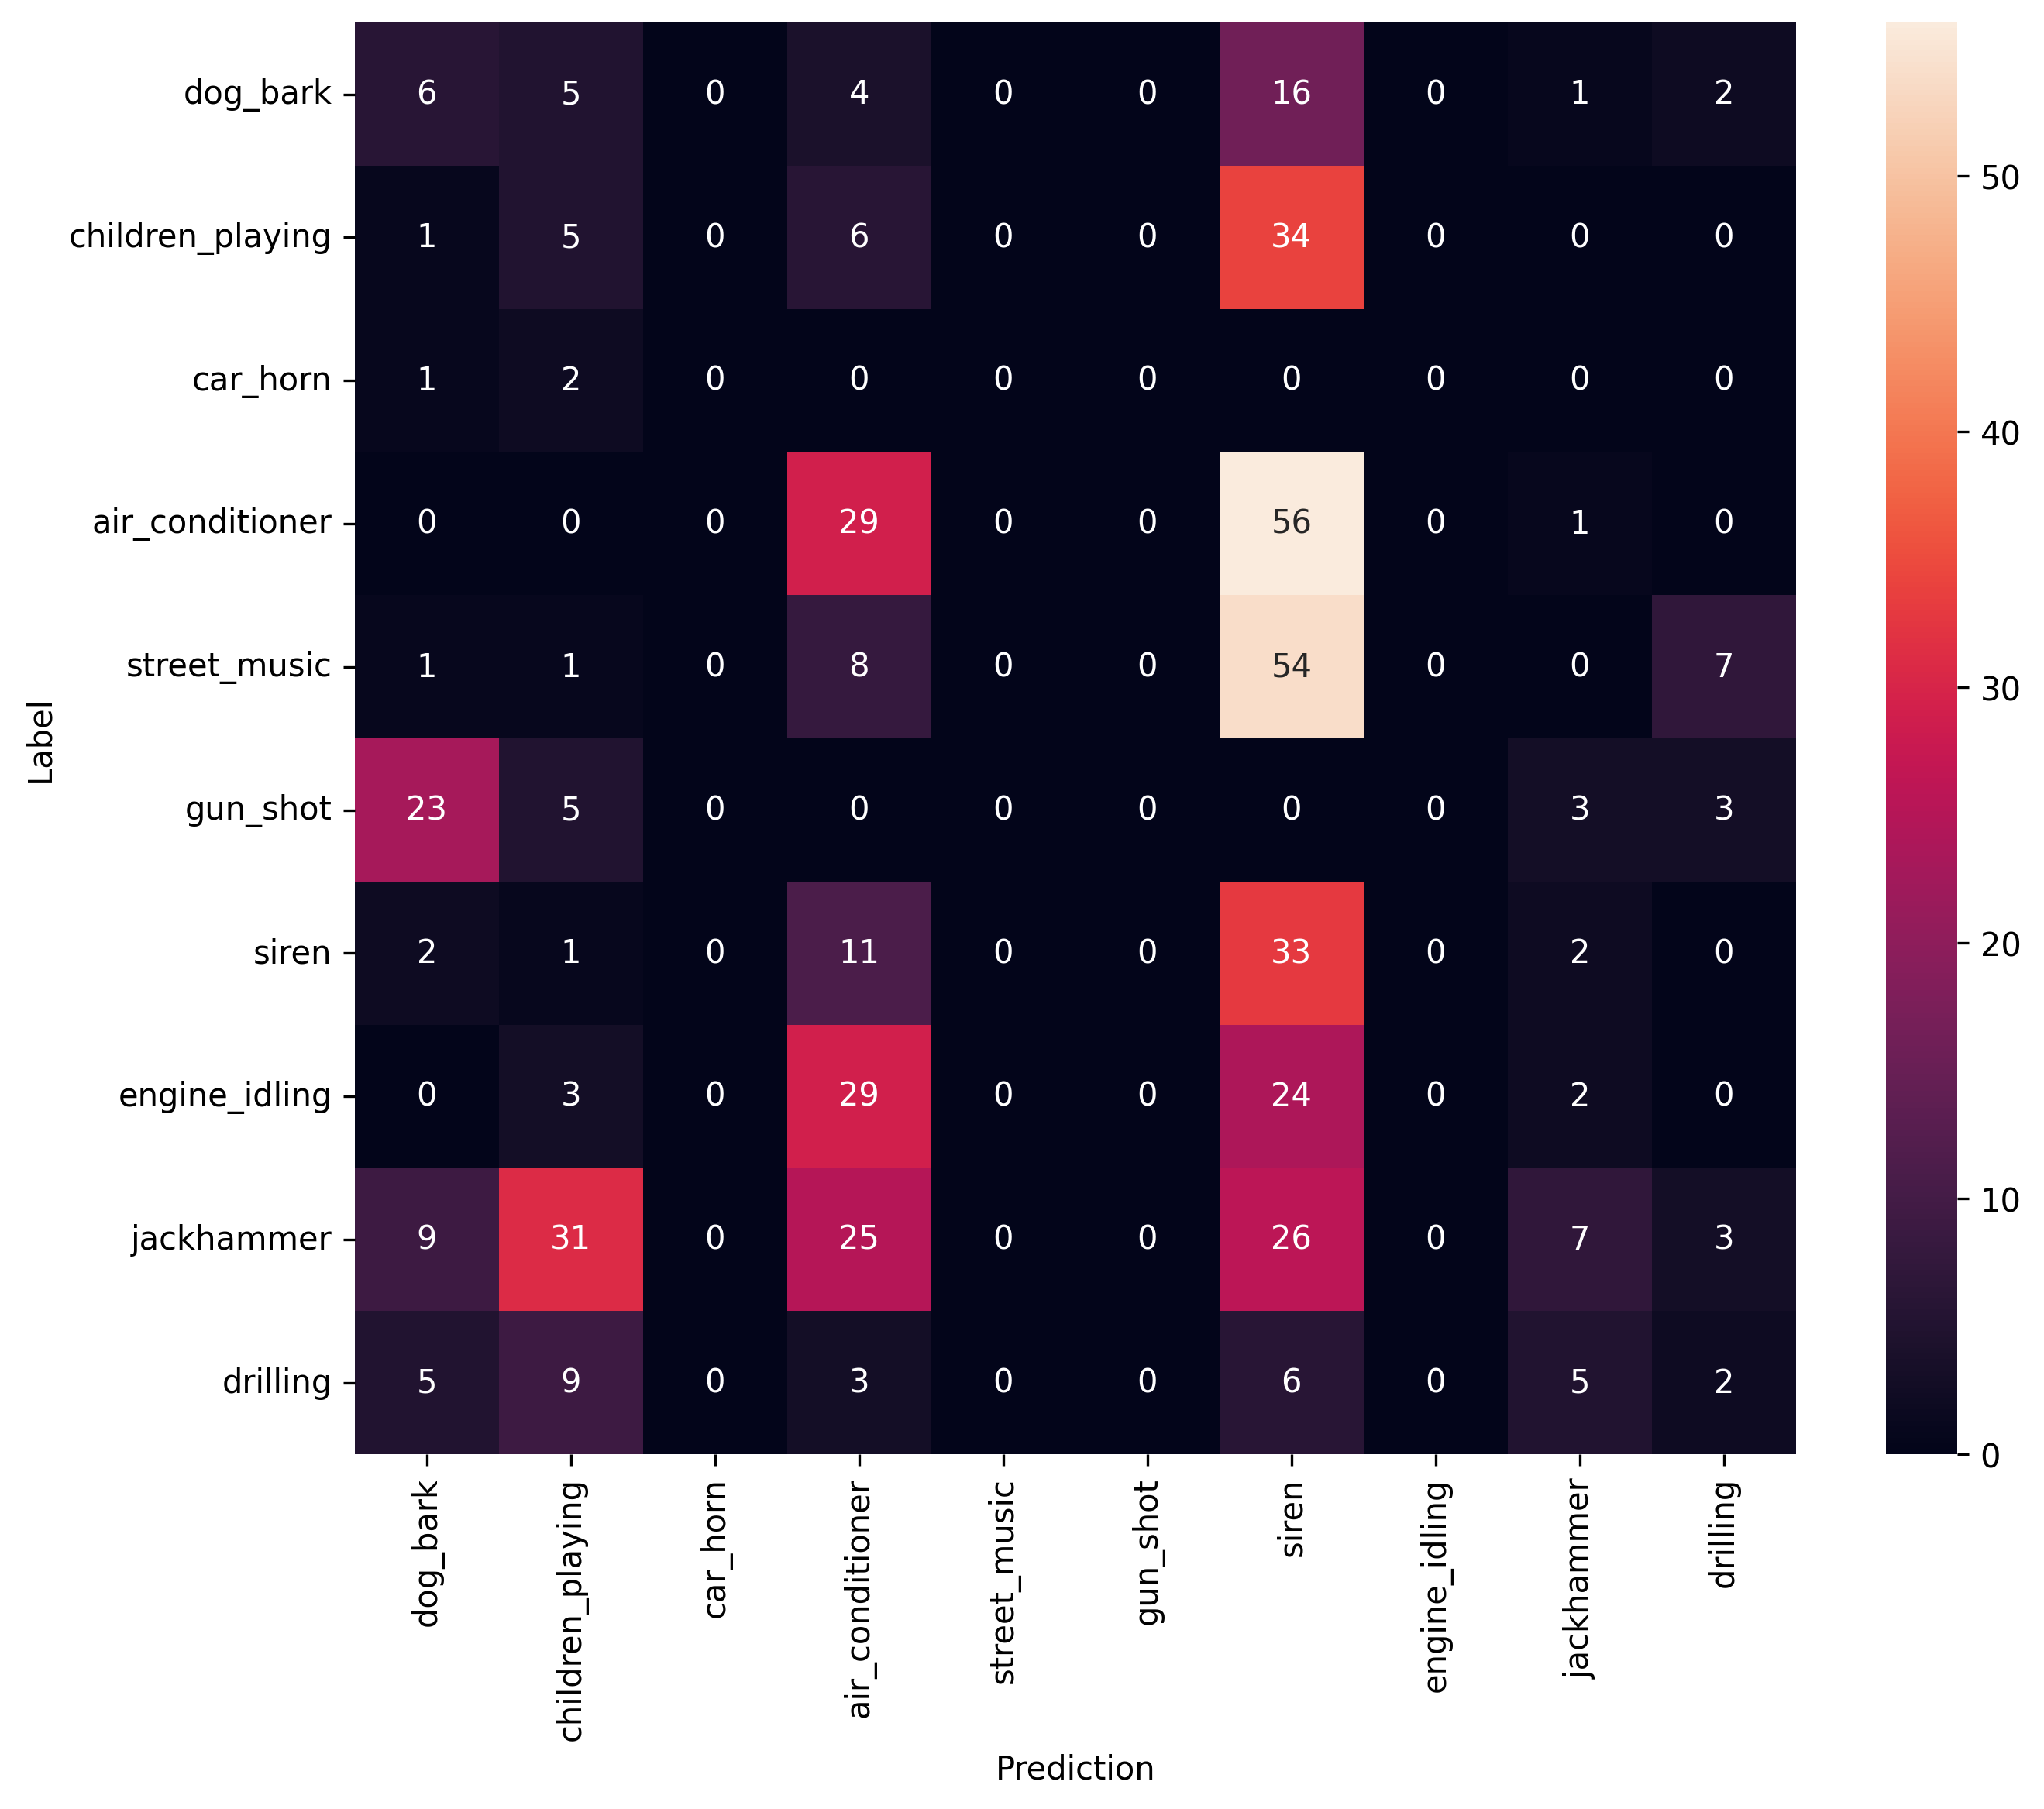 dog_bark 6 5 0 4 0 0 16 0 1 2
50
children_playing 1 5 0 6 0 0 34 0 0 0
car_horn 1 2 0 0 0 0 0 0 0 0
40
air_conditioner 0 0 0 29 0 0 56 0 1 0
street_music 1 1 0 8 0 0 54 0 0 7
30
Label
gun_shot 23 5 0 0 0 0 0 0 3 3
20
siren 2 1 0 11 0 0 33 0 2 0
engine_idling 0 3 0 29 0 0 24 0 2 0
10
jackhammer 9 31 0 25 0 0 26 0 7 3
drilling 5 9 0 3 0 0 6 0 5 2
0
dog_bark
children_playing
car_horn
air_conditioner
street_music
gun_shot
siren
engine_idling
jackhammer
drilling
Prediction